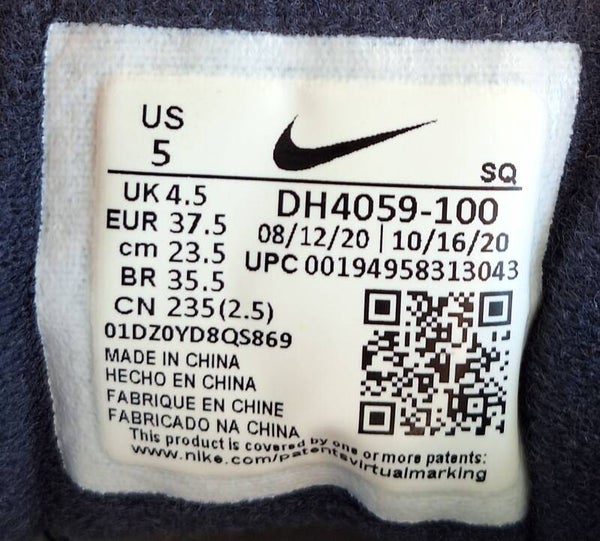 US
5
SQ
UK 4.5
EUR 37.5
cm 23.5
BR 35.5
CN 235(2.5)
DH4059-100
08/12/20 | 10/16/20
UPC 00194958313043
01DZ0YD8QS869
MADE IN CHINA
HECHO EN CHINA
FABRIQUE EN CHINE
FABRICADO NA CHINA
This product is covered by one or more patents:
www.nike.com/patentsvirtualmarking